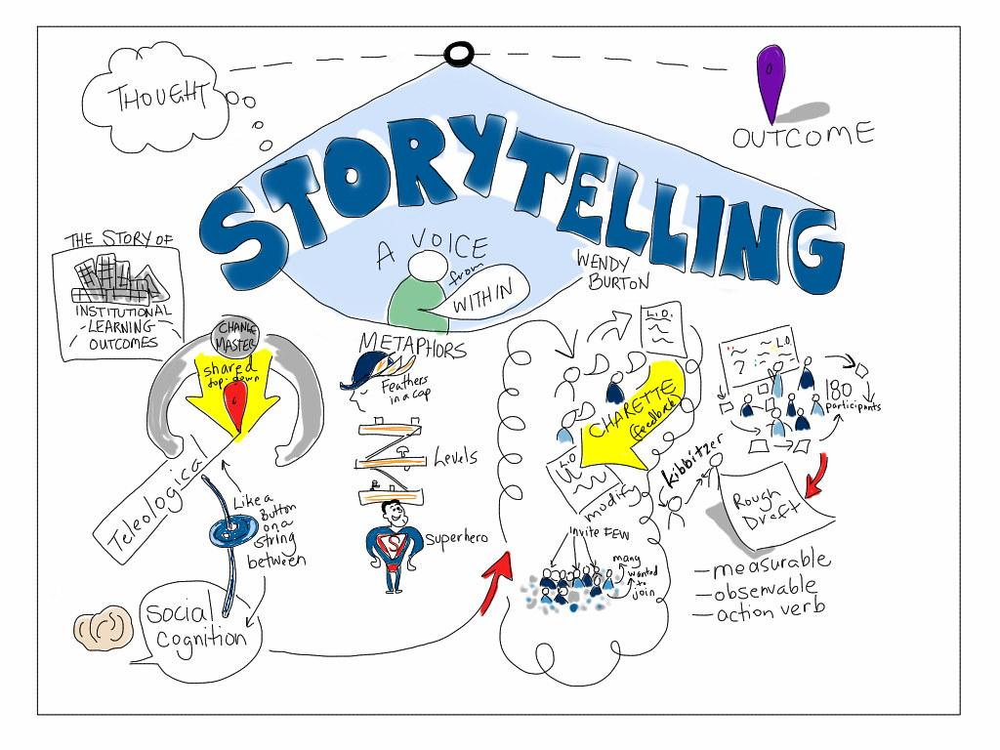 THOUGHT
OUTCOME
STORYTELLING
A VOICE
from
WITHIN
WENDY
BURTON
THE STORY OF
INSTITUTIONAL
LEARNING
OUTCOMES
CHANGE
MASTER
shared
top-down
Teleological
Like a
Button
on a
string
between
Social
Cognition
METAPHORS
Feathers
in a cap
Levels
S
Superhero
L.O.
CHARETTE
(feedback)
L.O
modify
Invite FEW
many
wanted
to
join
L.O.
?
180
participants
kibbitzer
Rough
Draft
—measurable
—observable
—action verb